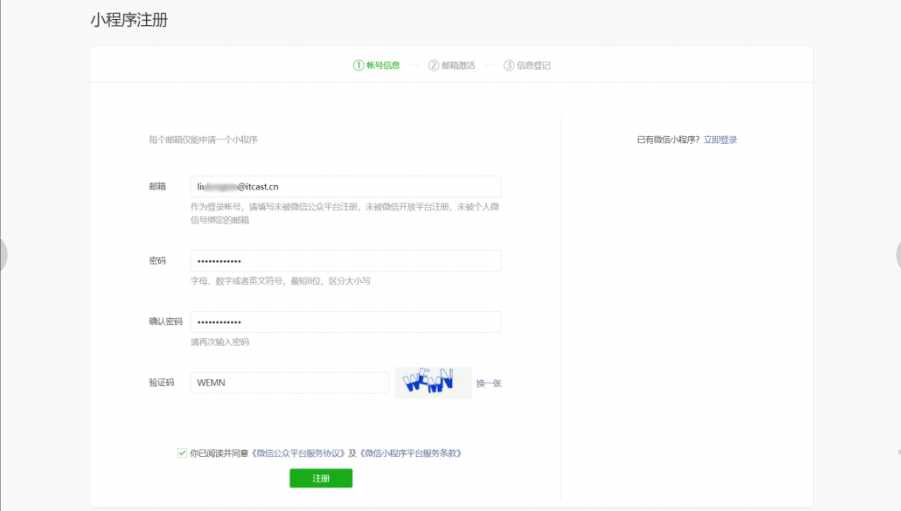 小程序注册
① 帐号信息 — ② 邮箱激活 — ③ 信息登记
每个邮箱仅能申请一个小程序
已有微信小程序？立即登录
邮箱
liu @itcast.cn
作为登录帐号，请填写未被微信公众平台注册，未被微信开放平台注册，未被个人微
信号绑定的邮箱
密码
••••••••••••
字母、数字或者英文符号，最短8位，区分大小写
确认密码
••••••••••••
请再次输入密码
验证码
WEMN
WEMN
换一张
你已阅读并同意《微信公众平台服务协议》及《微信小程序平台服务条款》
注册